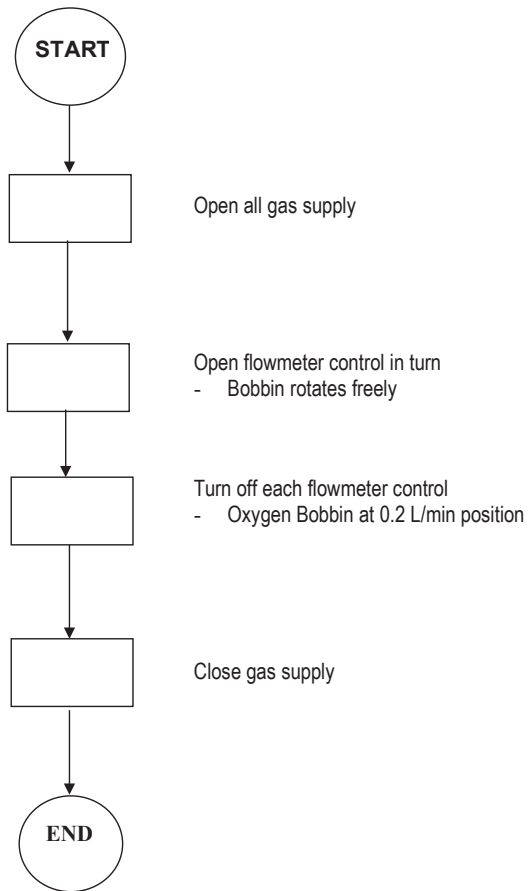 START
Open all gas supply
Open flowmeter control in turn
- Bobbin rotates freely
Turn off each flowmeter control
- Oxygen Bobbin at 0.2 L/min position
Close gas supply
END